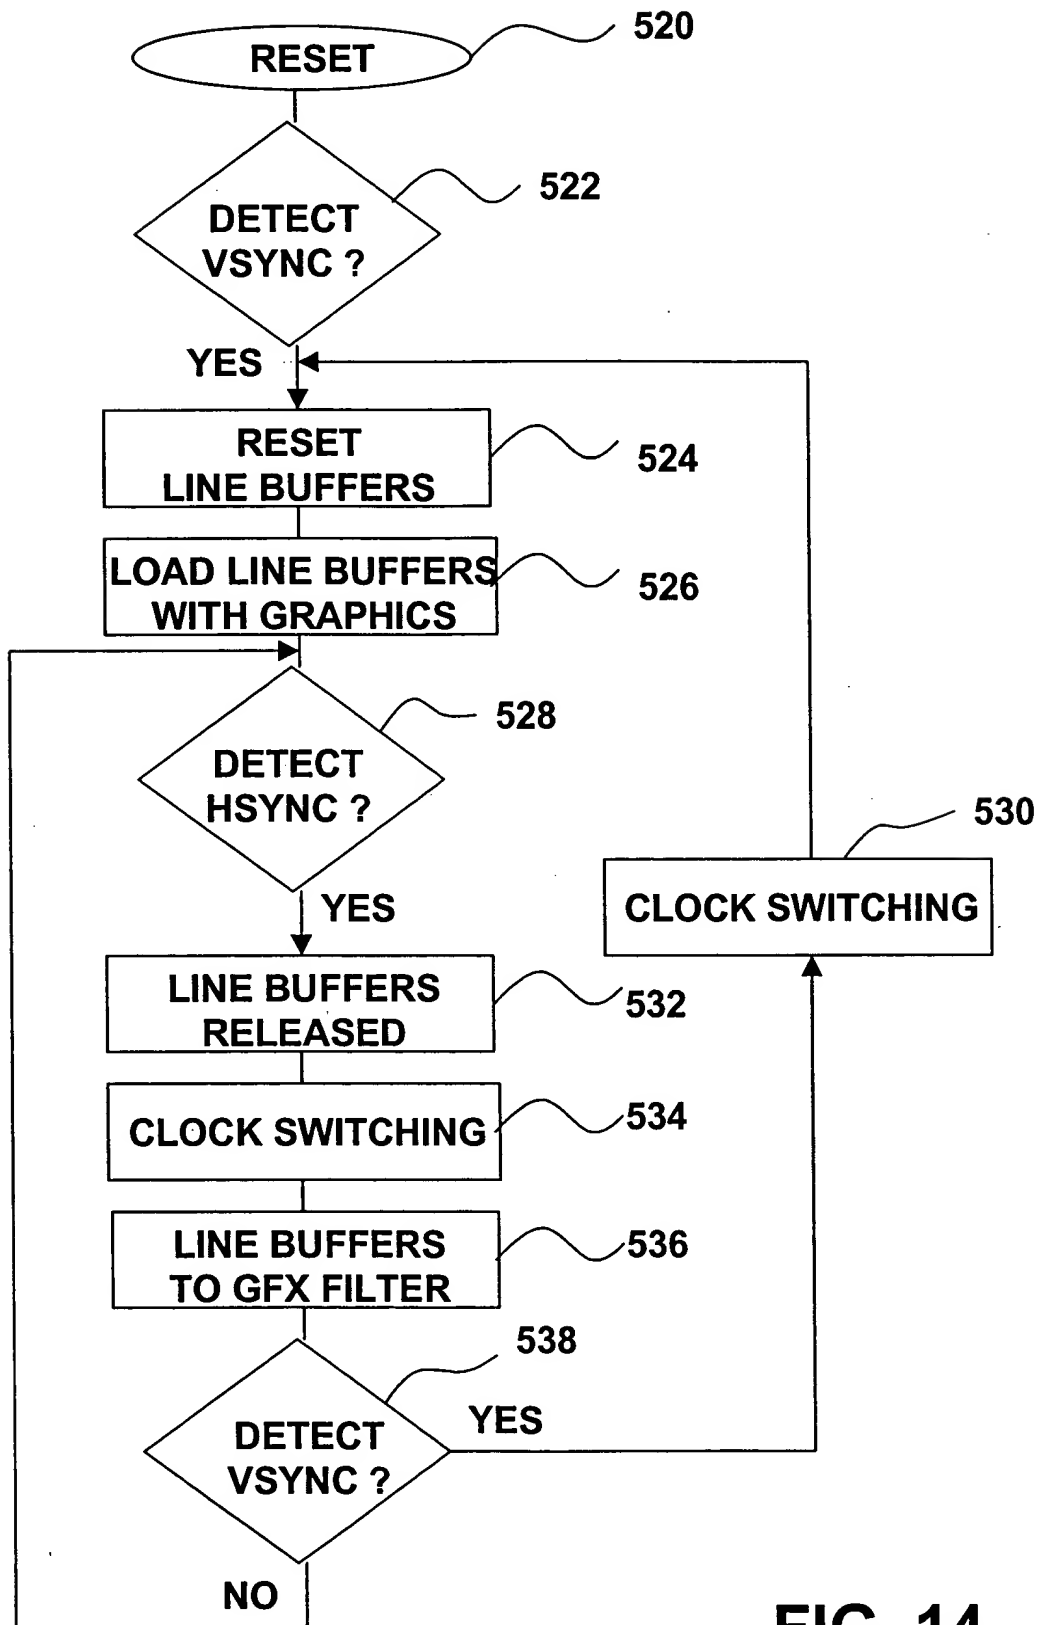 RESET
520
DETECT
VSYNC ?
522
YES
RESET
LINE BUFFERS
524
LOAD LINE BUFFERS
WITH GRAPHICS
526
DETECT
HSYNC ?
528
YES
CLOCK SWITCHING
530
LINE BUFFERS
RELEASED
532
CLOCK SWITCHING
534
LINE BUFFERS
TO GFX FILTER
536
DETECT
VSYNC ?
538
YES
NO
FIG. 14